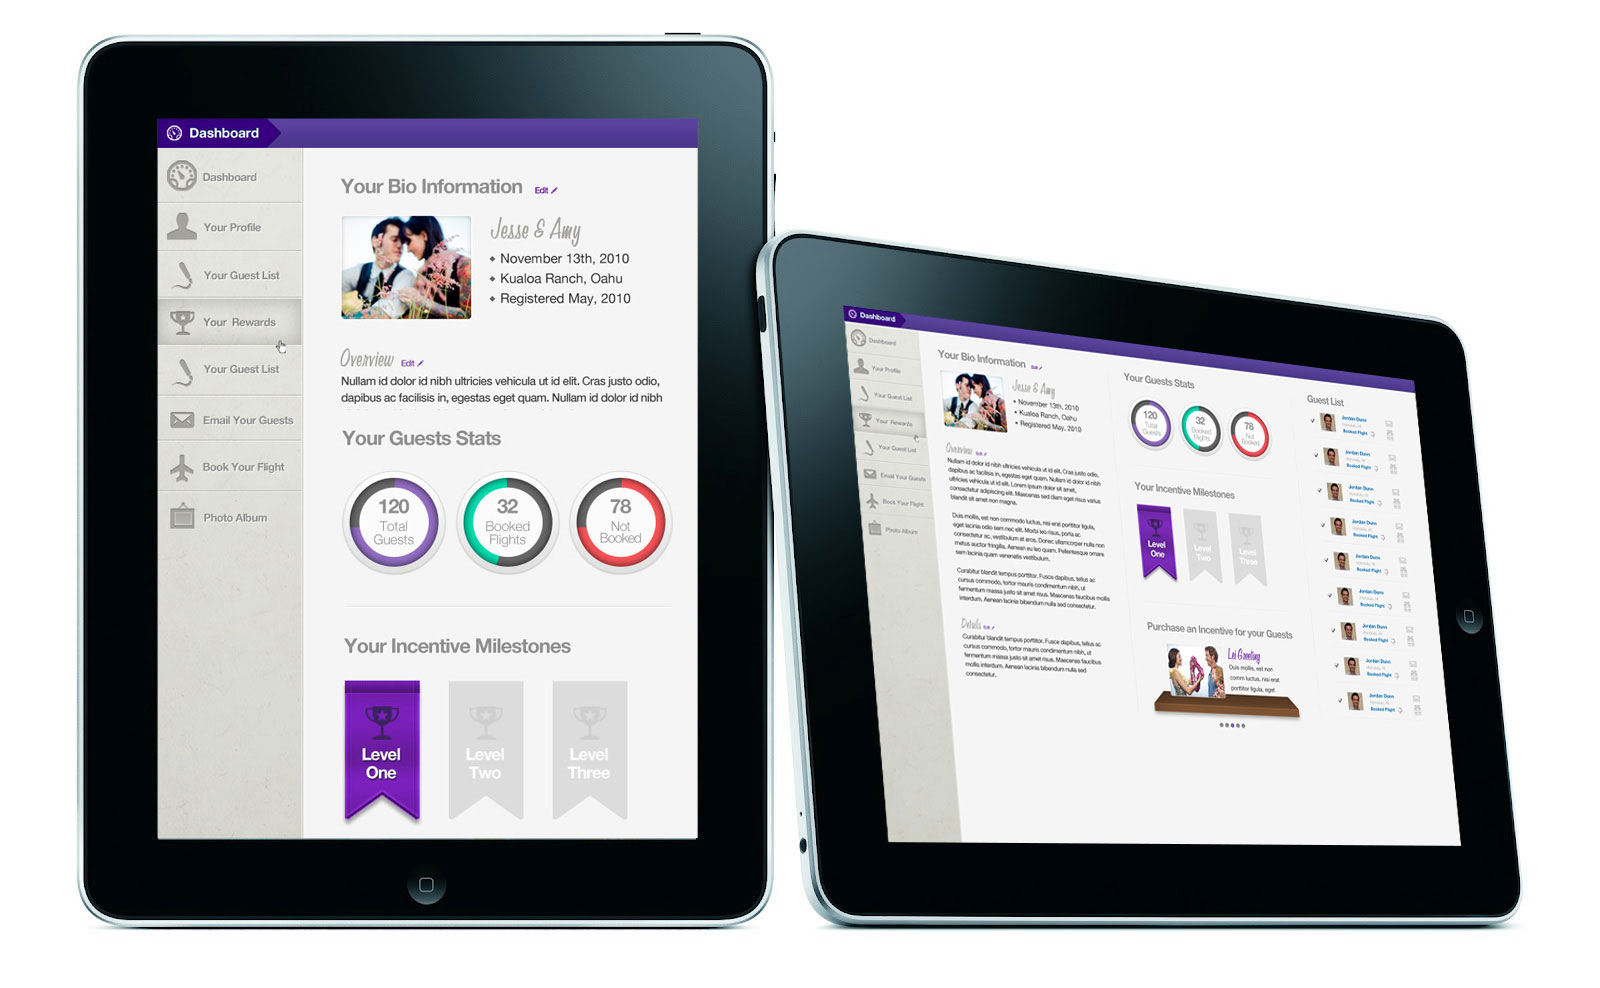 Dashboard
Dashboard
Your Profile
Your Guest List
Your Rewards
Your Guest List
Email Your Guests
Book Your Flight
Photo Album
Your Bio Information Edit
Jesse & Amy
November 13th, 2010
Kualoa Ranch, Oahu
Registered May, 2010
Overview Edit
Nullam id dolor id nibh ultricies vehicula ut id elit. Cras justo odio,
dapibus ac facilisis in, egestas eget quam. Nullam id dolor id nibh
Your Guests Stats
120
Total
Guests
32
Booked
Flights
78
Not
Booked
Your Incentive Milestones
Level
One
Level
Two
Level
Three
Dashboard
Dashboard
Your Profile
Your Guest List
Your Rewards
Your Guest List
Email Your Guests
Book Your Flight
Photo Album
Your Bio Information Edit
Jesse & Amy
November 13th, 2010
Kualoa Ranch, Oahu
Registered May, 2010
Overview Edit
Nullam id dolor id nibh ultricies vehicula ut id elit. Cras justo odio,
dapibus ac facilisis in, egestas eget quam. Nullam id dolor id nibh
ultricies vehicula ut id elit. Lorem ipsum dolor sit amet,
consectetur adipiscing elit. Maecenas sed diam eget risus varius
blandit sit amet non magna.
Duis mollis, est non commodo luctus, nisi erat porttitor ligula,
eget lacinia odio sem nec elit. Morbi leo risus, porta ac
consectetur ac, vestibulum at eros. Donec ullamcorper nulla non
metus auctor fringilla. Aenean eu leo quam. Pellentesque ornare
sem lacinia quam venenatis vestibulum.
Curabitur blandit tempus porttitor. Fusce dapibus, tellus ac
cursus commodo, tortor mauris condimentum nibh, ut
fermentum massa justo sit amet risus. Maecenas faucibus mollis
interdum. Aenean lacinia bibendum nulla sed consectetur.
Details Edit
Curabitur blandit tempus porttitor. Fusce dapibus, tellus ac
cursus commodo, tortor mauris condimentum nibh, ut
fermentum massa justo sit amet risus. Maecenas faucibus
mollis interdum. Aenean lacinia bibendum nulla sed
consectetur.
Your Guests Stats
120
Total
Guests
32
Booked
Flights
78
Not
Booked
Your Incentive Milestones
Level
One
Level
Two
Level
Three
Purchase an Incentive for your Guests
Lei Greeting
Duis mollis, est non
comm luctus, nisi erat
porttitor ligula, eget
Guest List
Jordan Dunn
Booked Flight
Jordan Dunn
Booked Flight
Jordan Dunn
Booked Flight
Jordan Dunn
Booked Flight
Jordan Dunn
Booked Flight
Jordan Dunn
Booked Flight
Jordan Dunn
Booked Flight
Jordan Dunn
Booked Flight
Jordan Dunn
Booked Flight